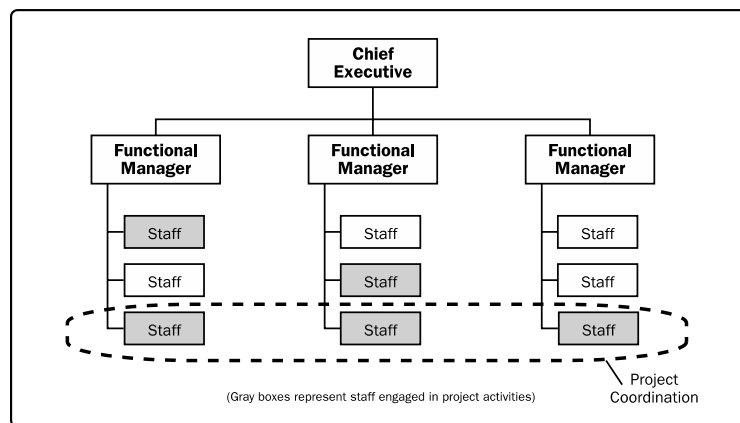 Chief
Executive
Functional
Manager
Functional
Manager
Functional
Manager
Staff
Staff
Staff
Staff
Staff
Staff
Staff
Staff
Staff
Project
Coordination
(Gray boxes represent staff engaged in project activities)